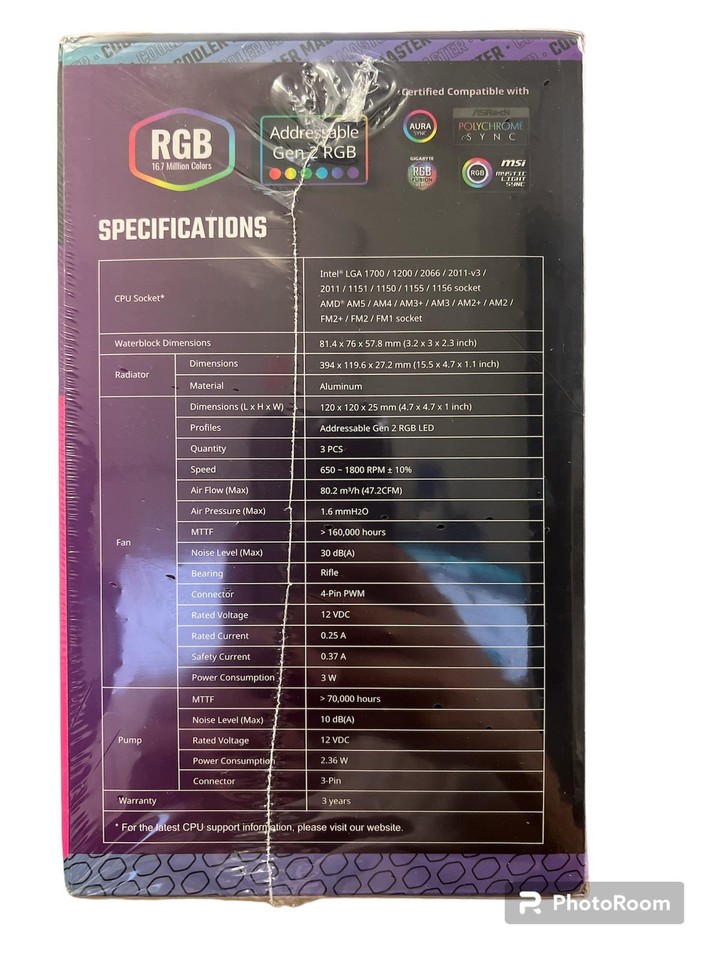 COOLER MASTER
Certified Compatible with
RGB
16.7 Million Colors
Addressable
Gen 2 RGB
AURA
SYNC
ASRock
POLYCHROME
SYNC
GIGABYTE
RGB
FUSION
RGB
msi
MYSTIC
LIGHT
SYNC
SPECIFICATIONS
CPU Socket*
Intel® LGA 1700 / 1200 / 2066 / 2011-v3 /
2011 / 1151 / 1150 / 1155 / 1156 socket
AMD® AM5 / AM4 / AM3+ / AM3 / AM2+ / AM2 /
FM2+ / FM2 / FM1 socket
Waterblock Dimensions 81.4 x 76 x 57.8 mm (3.2 x 3 x 2.3 inch)
Radiator
Dimensions 394 x 119.6 x 27.2 mm (15.5 x 4.7 x 1.1 inch)
Material Aluminum
Fan
Dimensions (L x H x W) 120 x 120 x 25 mm (4.7 x 4.7 x 1 inch)
Profiles Addressable Gen 2 RGB LED
Quantity 3 PCS
Speed 650 ~ 1800 RPM ± 10%
Air Flow (Max) 80.2 m³/h (47.2CFM)
Air Pressure (Max) 1.6 mmH2O
MTTF > 160,000 hours
Noise Level (Max) 30 dB(A)
Bearing Rifle
Connector 4-Pin PWM
Rated Voltage 12 VDC
Rated Current 0.25 A
Safety Current 0.37 A
Power Consumption 3 W
Pump
MTTF > 70,000 hours
Noise Level (Max) 10 dB(A)
Rated Voltage 12 VDC
Power Consumption 2.36 W
Connector 3-Pin
Warranty 3 years
* For the latest CPU support information, please visit our website.
PhotoRoom